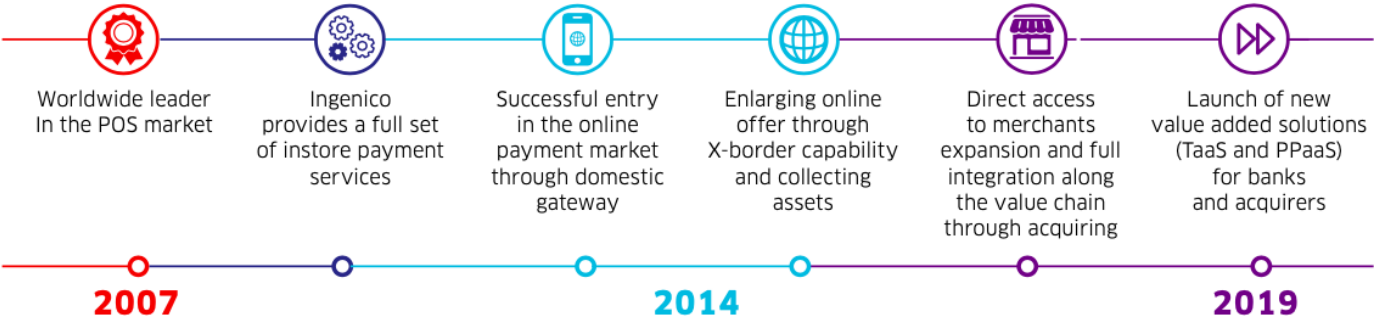 Worldwide leader
In the POS market
Ingenico
provides a full set
of instore payment
services
Successful entry
in the online
payment market
through domestic
gateway
Enlarging online
offer through
X-border capability
and collecting
assets
Direct access
to merchants
expansion and full
integration along
the value chain
through acquiring
Launch of new
value added solutions
(TaaS and PPaaS)
for banks
and acquirers
2007
2014
2019